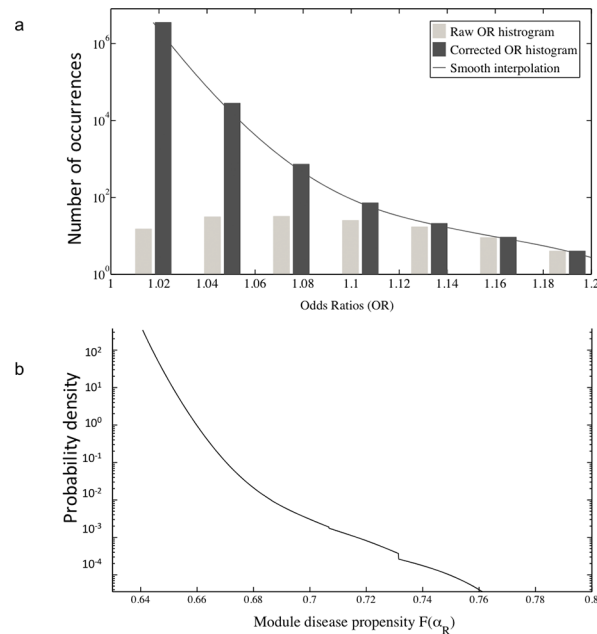 a
Number of occurrences
10^6
10^4
10^2
10^0
Raw OR histrogram
Corrected OR histogram
Smooth interpolation
1 1.02 1.04 1.06 1.08 1.1 1.12 1.14 1.16 1.18 1.2
Odds Ratios (OR)
b
Probability density
10^2
10^1
10^0
10^-1
10^-2
10^-3
10^-4
0.64 0.66 0.68 0.7 0.72 0.74 0.76 0.78 0.8
Module disease propensity F(α_R)